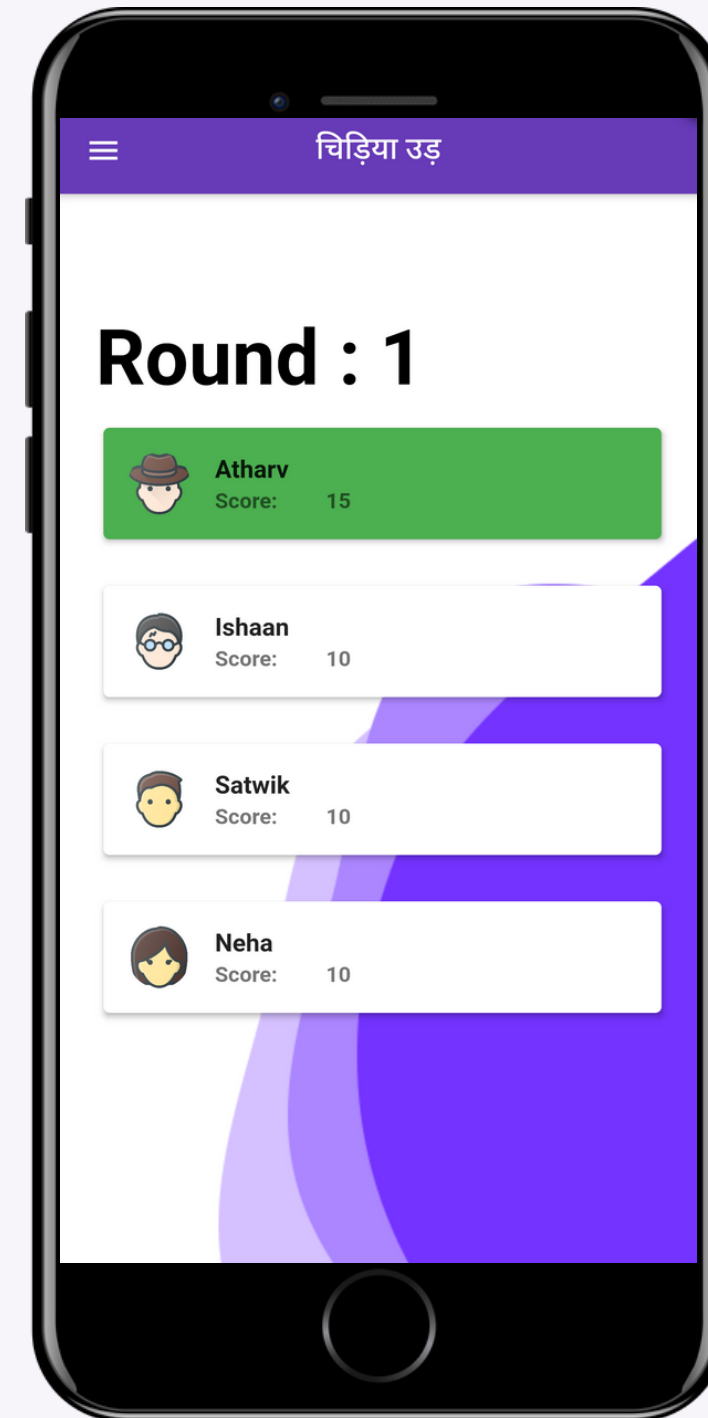 चिड़िया उड़
Round : 1
Atharv
Score: 15
Ishaan
Score: 10
Satwik
Score: 10
Neha
Score: 10